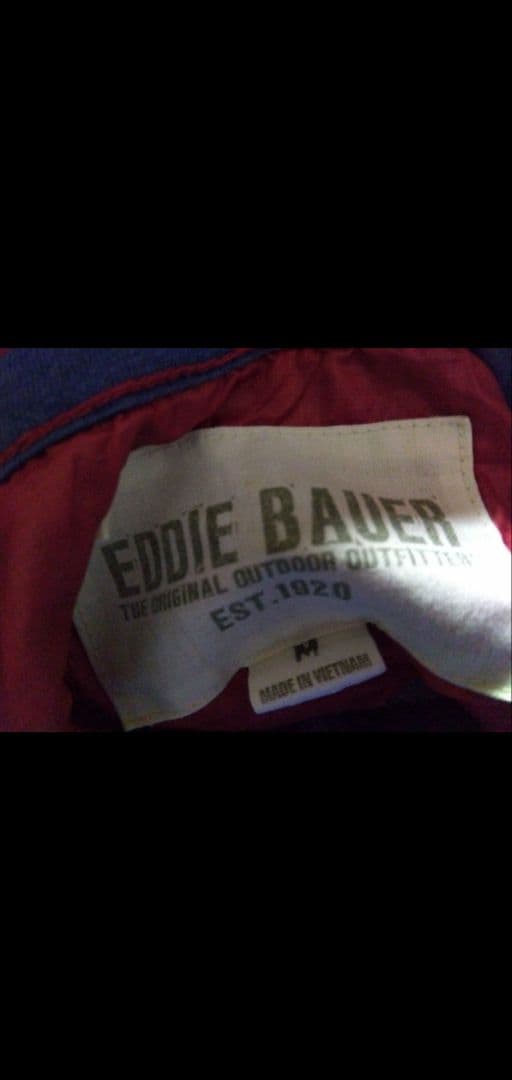 EDDIE BAUER
THE ORIGINAL OUTDOOR OUTFITTER
EST. 1920
M
MADE IN VIETNAM